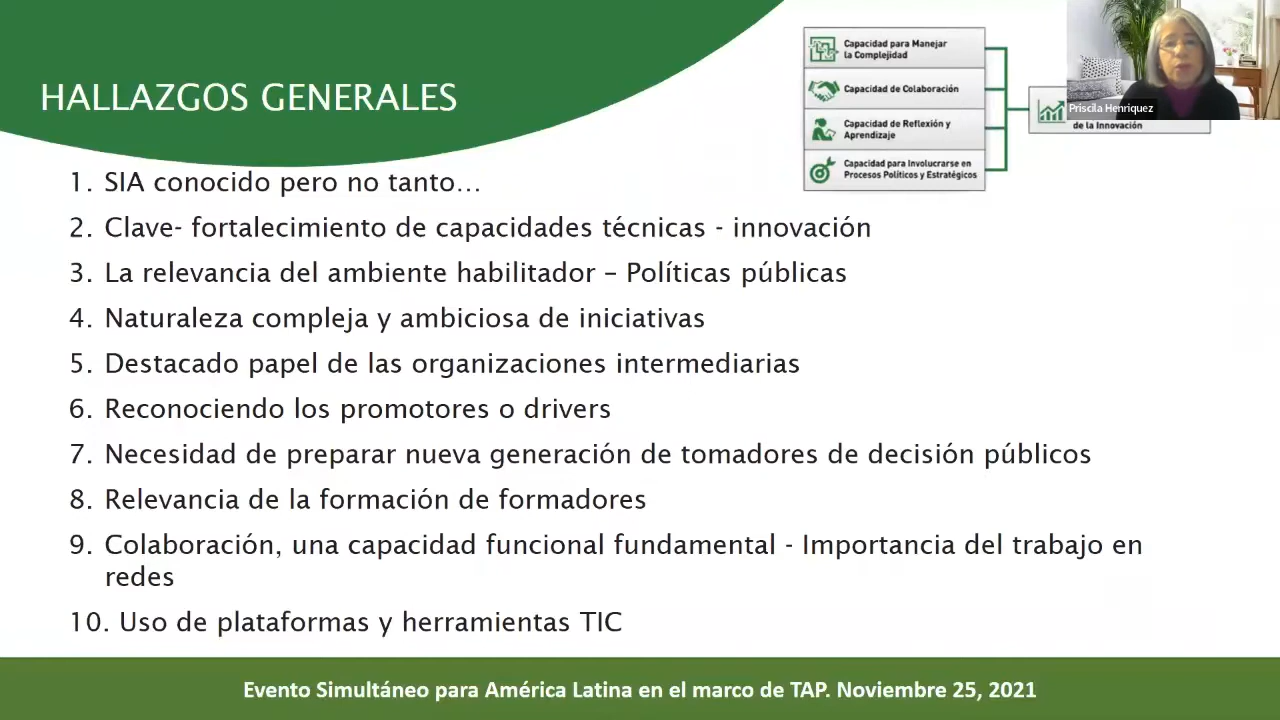 HALLAZGOS GENERALES
Capacidad para Manejar
la Complejidad
Capacidad de Colaboración
Capacidad de Reflexión y
Aprendizaje
Capacidad para Involucrarse en
Procesos Políticos y Estratégicos
de la Innovación
Priscila Henriquez
1. SIA conocido pero no tanto…
2. Clave- fortalecimiento de capacidades técnicas - innovación
3. La relevancia del ambiente habilitador – Políticas públicas
4. Naturaleza compleja y ambiciosa de iniciativas
5. Destacado papel de las organizaciones intermediarias
6. Reconociendo los promotores o drivers
7. Necesidad de preparar nueva generación de tomadores de decisión públicos
8. Relevancia de la formación de formadores
9. Colaboración, una capacidad funcional fundamental - Importancia del trabajo en
redes
10. Uso de plataformas y herramientas TIC
Evento Simultáneo para América Latina en el marco de TAP. Noviembre 25, 2021